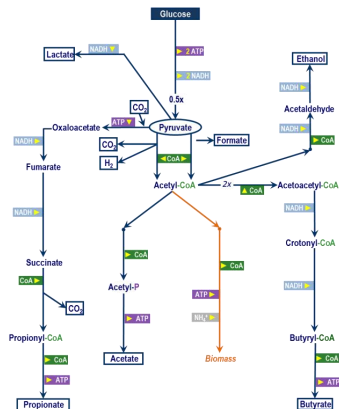 Glucose
► 2 ATP
► 2 NADH
0.5x
NADH ▼
Lactate
CO2
ATP ▼
Oxaloacetate
Pyruvate
CO2
H2
Formate
◄CoA►
NADH ►
Fumarate
NADH ►
Succinate
CoA ►
CO2
Propionyl-CoA
► CoA
► ATP
Propionate
Acetyl-CoA
2x
▲ CoA
Acetoacetyl-CoA
► CoA
Acetaldehyde
NADH ►
NADH ►
Ethanol
► CoA
Acetyl-P
► ATP
Acetate
► CoA
ATP ►
NH4+ ►
Biomass
NADH ►
Crotonyl-CoA
NADH ►
Butyryl-CoA
► CoA
► ATP
Butyrate